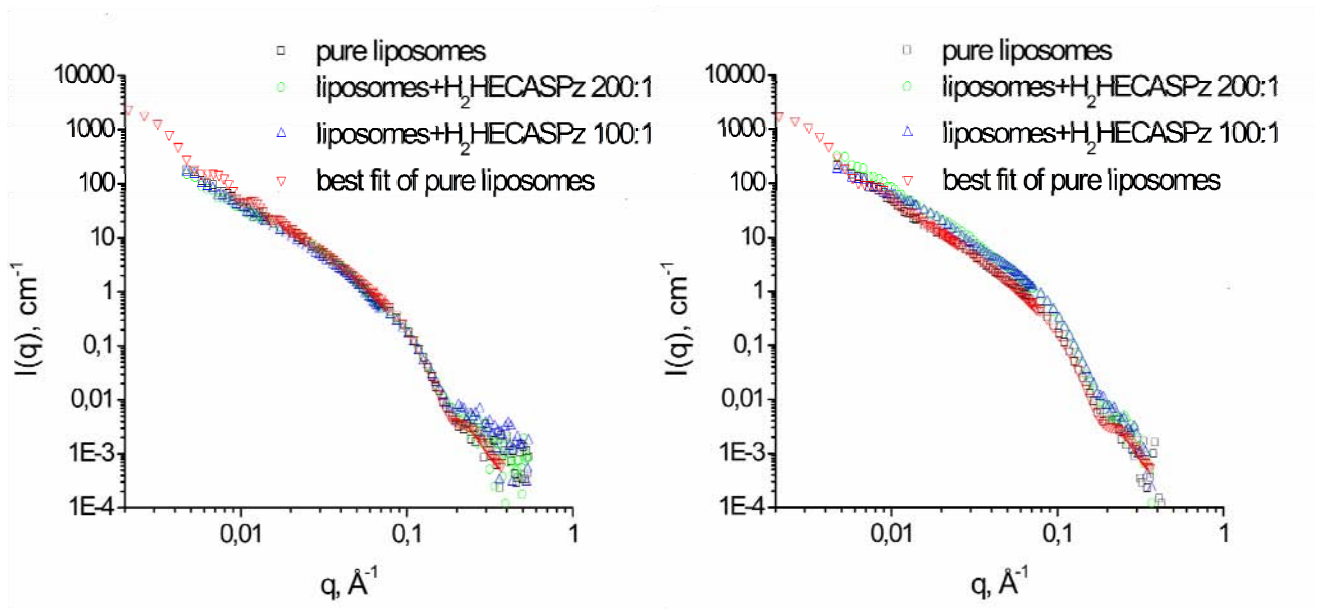 pure liposomes
liposomes+H₂HECASPz 200:1
liposomes+H₂HECASPz 100:1
best fit of pure liposomes
10000
1000
100
10
1
0,1
0,01
1E-3
1E-4
I(q), cm⁻¹
0,01
0,1
1
q, Å⁻¹
pure liposomes
liposomes+H₂HECASPz 200:1
liposomes+H₂HECASPz 100:1
best fit of pure liposomes
10000
1000
100
10
1
0,1
0,01
1E-3
1E-4
I(q), cm⁻¹
0,01
0,1
1
q, Å⁻¹